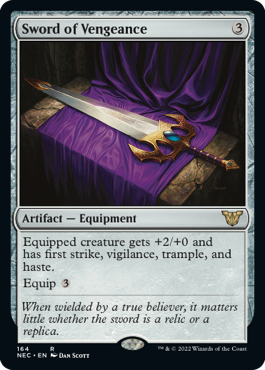 Sword of Vengeance 3
Artifact — Equipment
Equipped creature gets +2/+0 and
has first strike, vigilance, trample, and
haste.
Equip 3
When wielded by a true believer, it matters
little whether the sword is a relic or a
replica.
164 R
NEC • EN DAN SCOTT
™ & © 2022 Wizards of the Coast